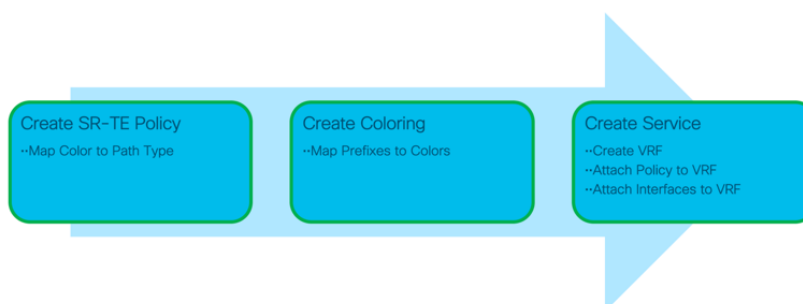 Create SR-TE Policy
··Map Color to Path Type
Create Coloring
··Map Prefixes to Colors
Create Service
··Create VRF
··Attach Policy to VRF
··Attach Interfaces to VRF